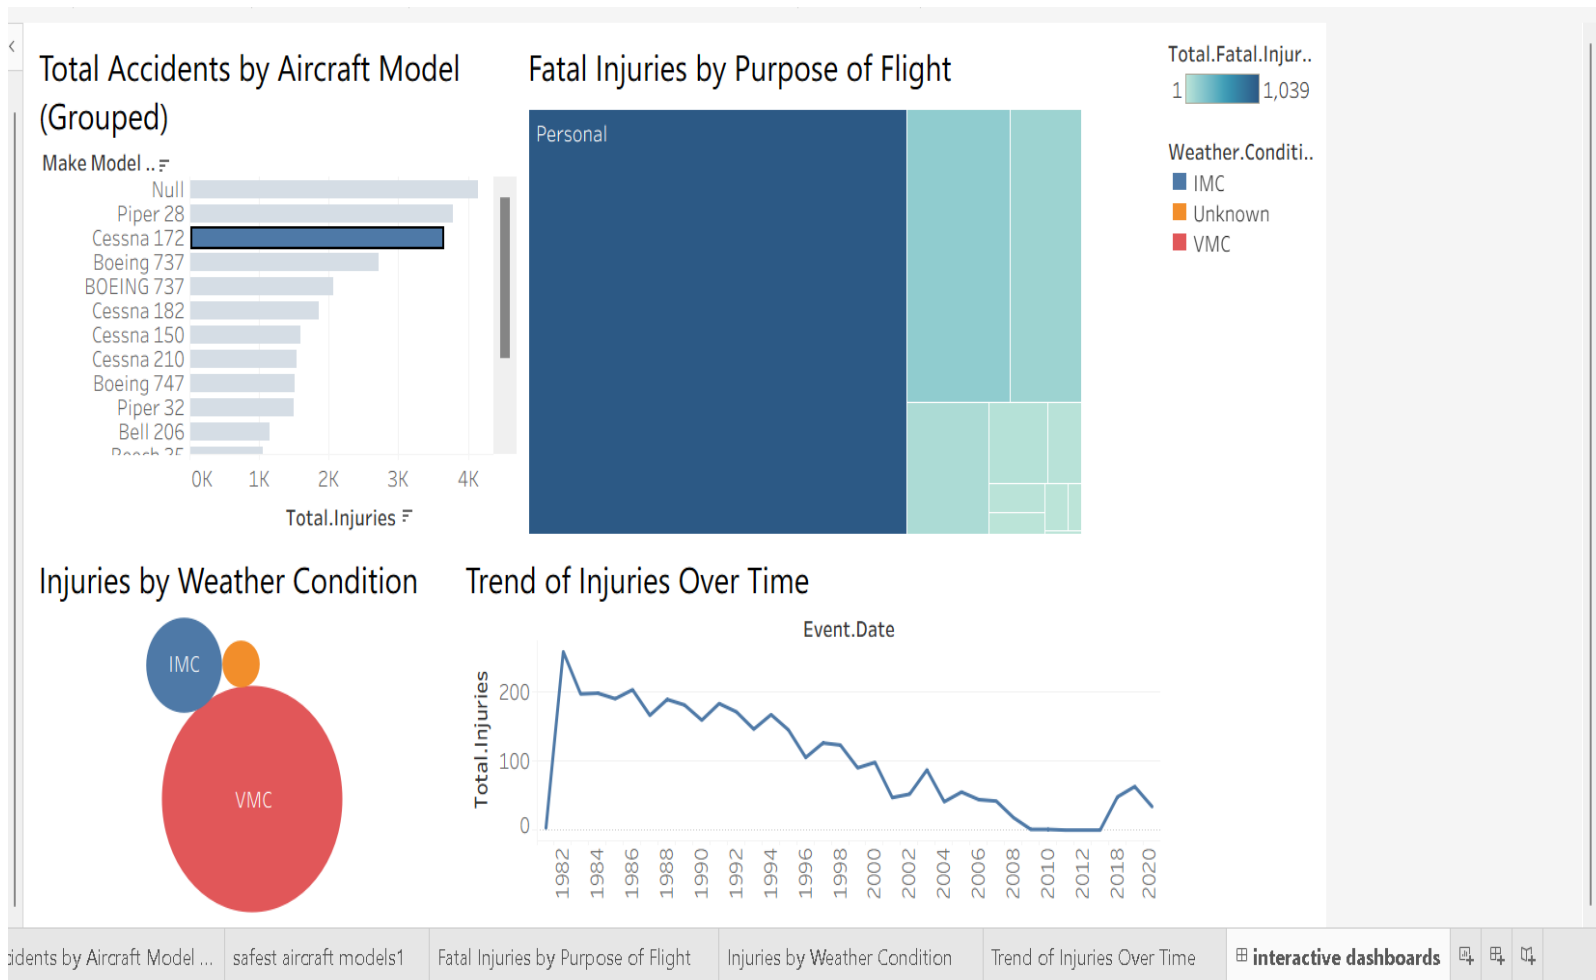 Total Accidents by Aircraft Model
(Grouped)
Make Model ..
Null
Piper 28
Cessna 172
Boeing 737
BOEING 737
Cessna 182
Cessna 150
Cessna 210
Boeing 747
Piper 32
Bell 206
0K 1K 2K 3K 4K
Total.Injuries
Fatal Injuries by Purpose of Flight
Personal
Total.Fatal.Injur..
1 1,039
Weather.Conditi..
IMC
Unknown
VMC
Injuries by Weather Condition
IMC
VMC
Trend of Injuries Over Time
Event.Date
Total.Injuries
200
100
0
1982 1984 1986 1988 1990 1992 1994 1996 1998 2000 2002 2004 2006 2008 2010 2012 2018 2020
cidents by Aircraft Model ... safest aircraft models1 Fatal Injuries by Purpose of Flight Injuries by Weather Condition Trend of Injuries Over Time interactive dashboards